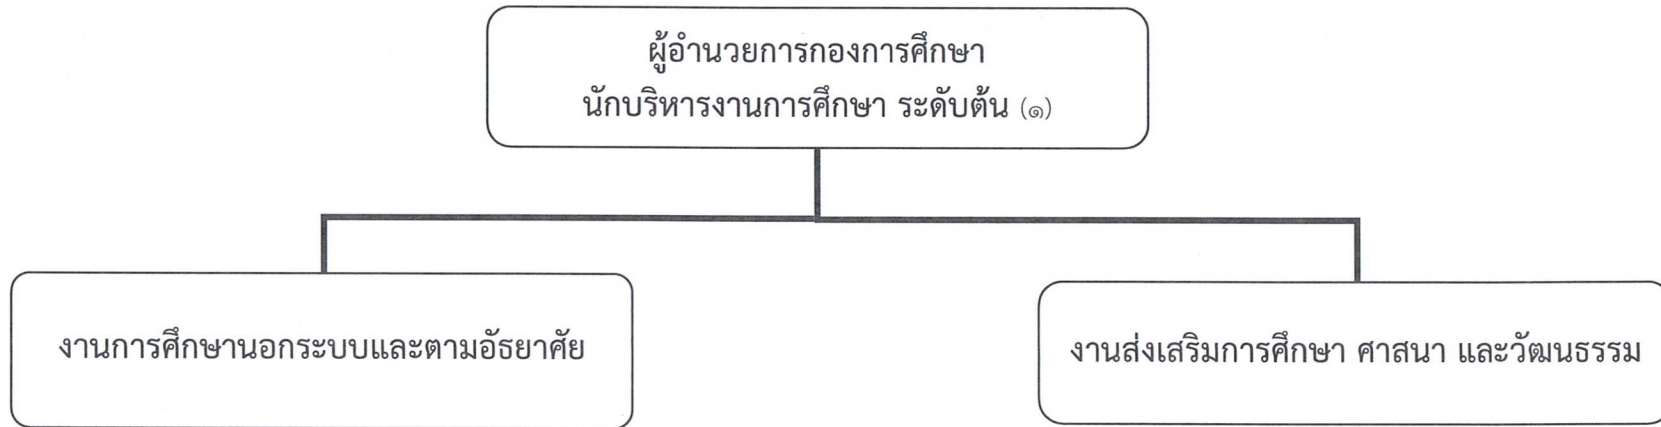 ผู้อำนวยการกองการศึกษา
นักบริหารงานการศึกษา ระดับต้น (๑)
งานการศึกษานอกระบบและตามอัธยาศัย
งานส่งเสริมการศึกษา ศาสนา และวัฒนธรรม